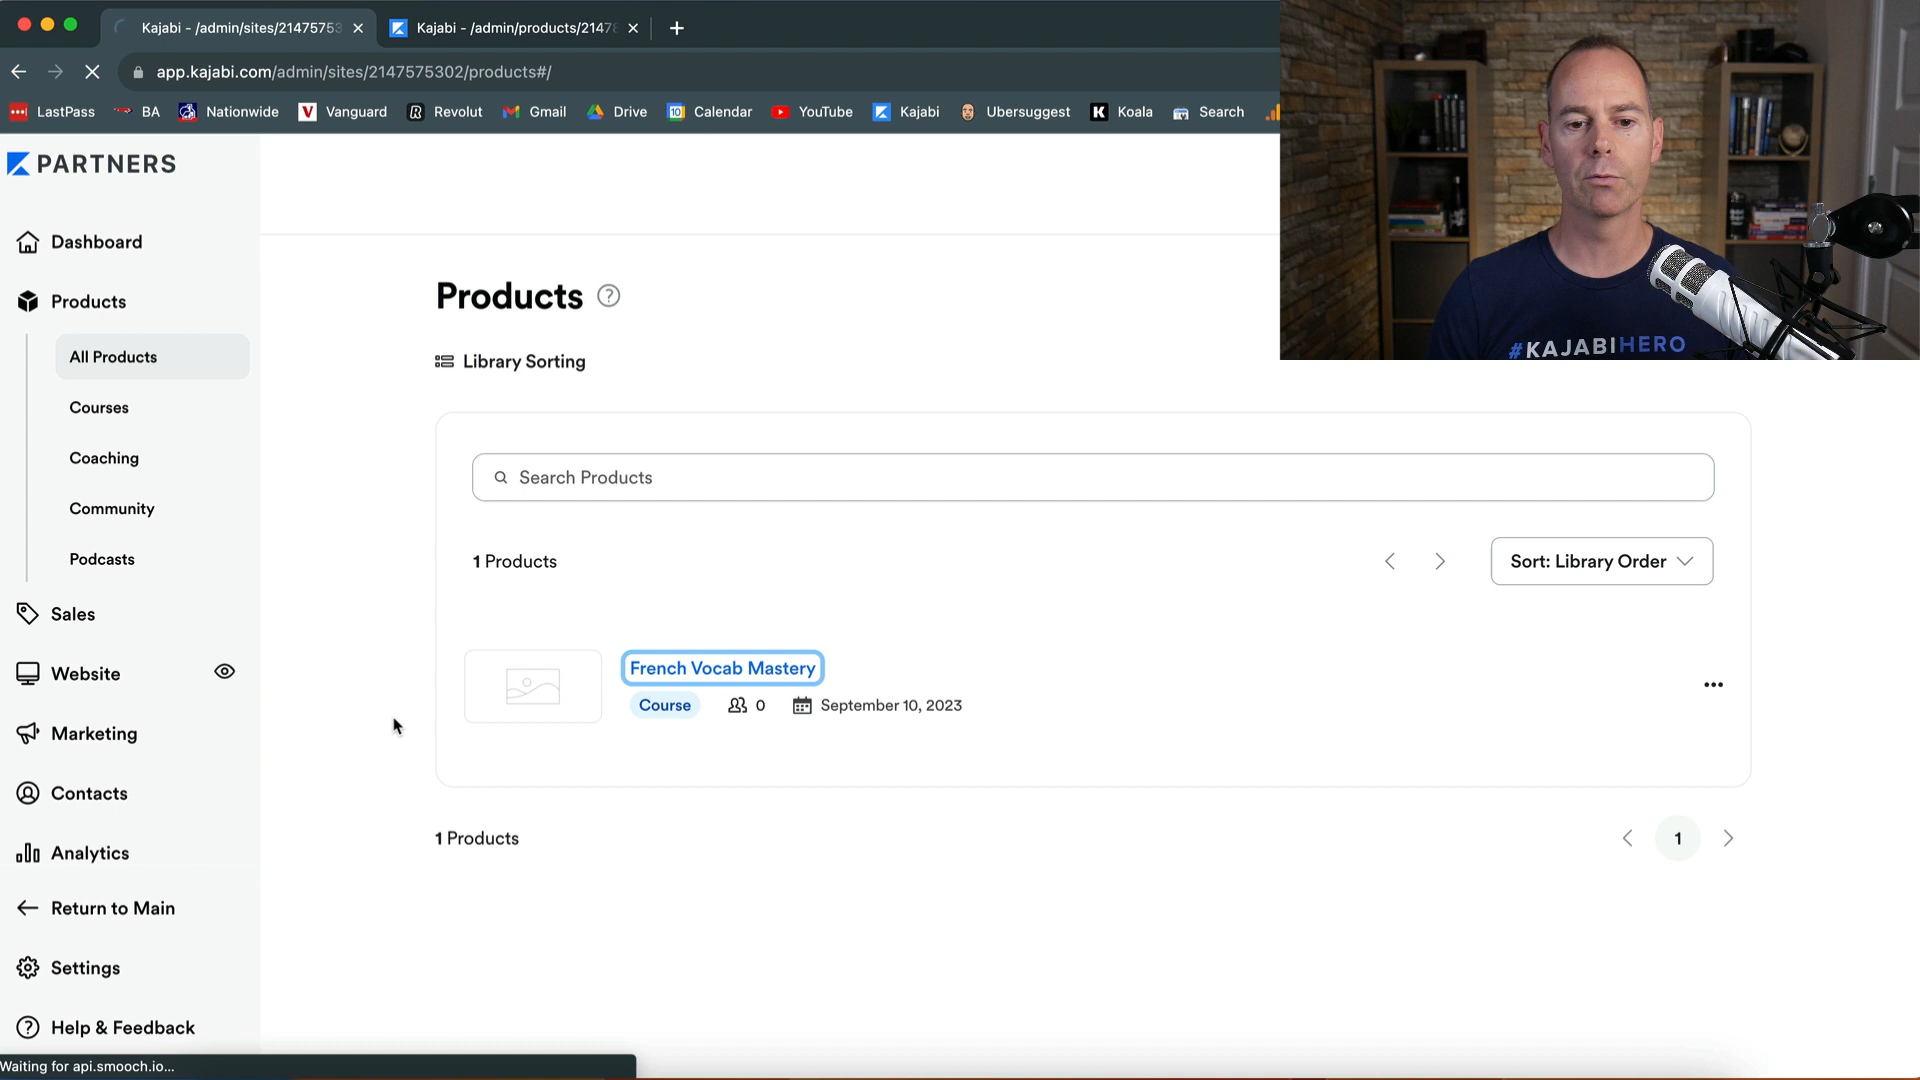 Kajabi - /admin/sites/21475753
Kajabi - /admin/products/2147
app.kajabi.com/admin/sites/2147575302/products#/
LastPass BA Nationwide Vanguard Revolut Gmail Drive Calendar YouTube Kajabi Ubersuggest Koala Search
PARTNERS
Dashboard
Products
All Products
Courses
Coaching
Community
Podcasts
Sales
Website
Marketing
Contacts
Analytics
Return to Main
Settings
Help & Feedback
Waiting for api.smooch.io...
Products
Library Sorting
Search Products
1 Products
Sort: Library Order
French Vocab Mastery
Course 0 September 10, 2023
1 Products
1
#KAJABIHERO